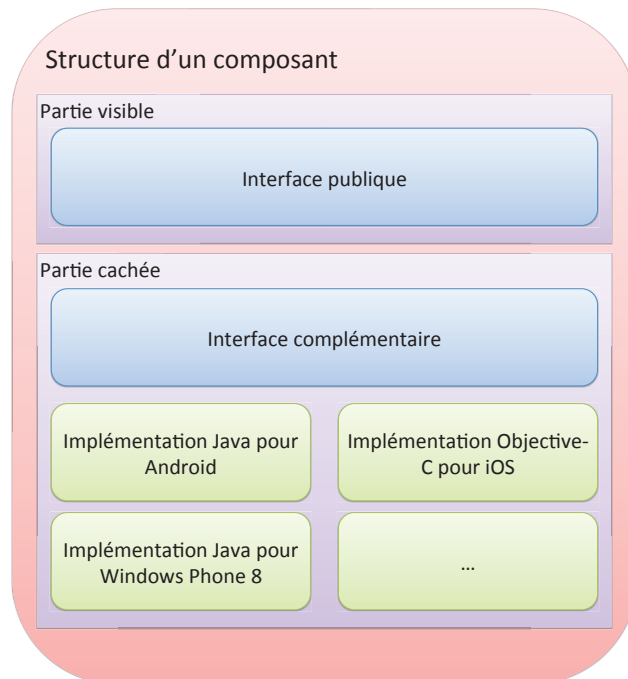 Structure d’un composant
Partie visible
Interface publique
Partie cachée
Interface complémentaire
Implémentation Java pour
Android
Implémentation Objective-
C pour iOS
Implémentation Java pour
Windows Phone 8
...